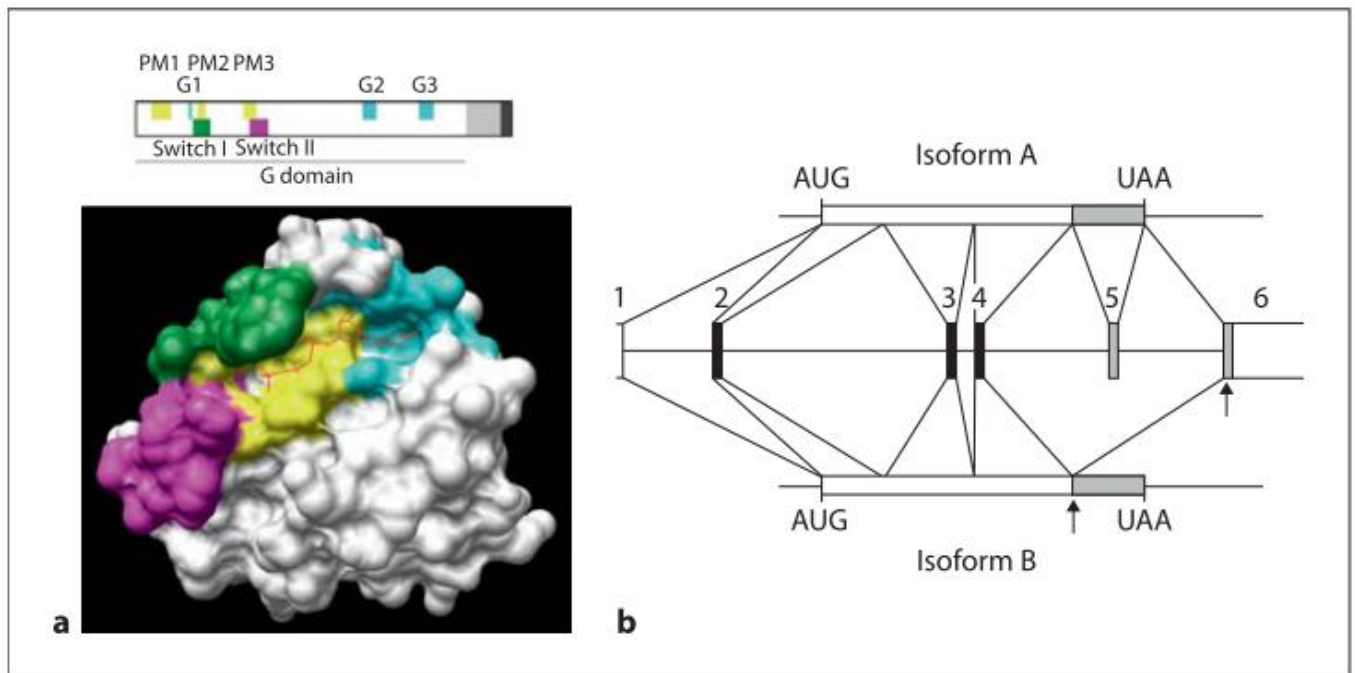 PM1 PM2 PM3
G1 G2 G3
Switch I Switch II
G domain
a
Isoform A
AUG UAA
1 2 3 4 5 6
AUG UAA
Isoform B
b